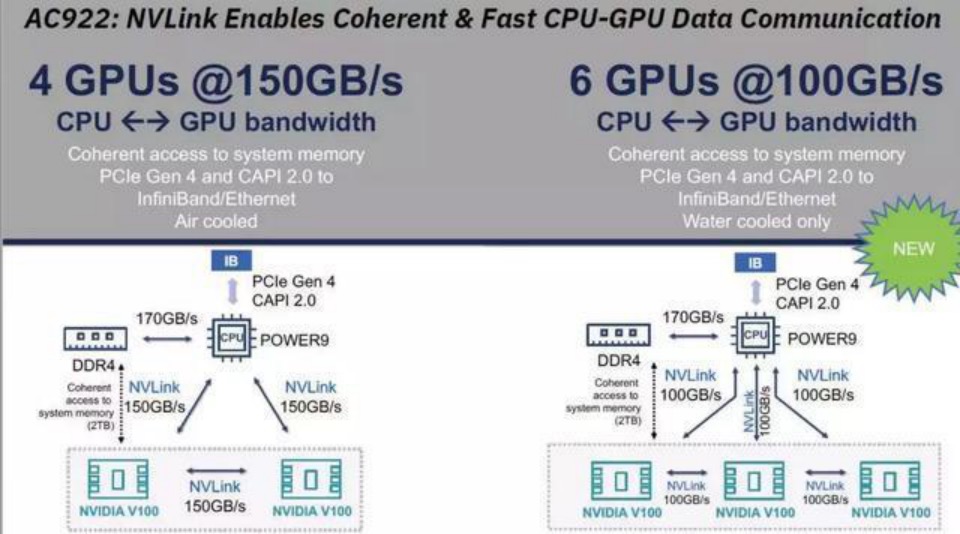 AC922: NVLink Enables Coherent & Fast CPU-GPU Data Communication
4 GPUs @150GB/s
CPU ←→ GPU bandwidth
Coherent access to system memory
PCIe Gen 4 and CAPI 2.0 to
InfiniBand/Ethernet
Air cooled
6 GPUs @100GB/s
CPU ←→ GPU bandwidth
Coherent access to system memory
PCIe Gen 4 and CAPI 2.0 to
InfiniBand/Ethernet
Water cooled only
NEW
IB
PCIe Gen 4
CAPI 2.0
170GB/s
CPU
POWER9
DDR4
Coherent
access to
system memory
(2TB)
NVLink
150GB/s
NVLink
150GB/s
NVLink
150GB/s
NVIDIA V100
NVIDIA V100
IB
PCIe Gen 4
CAPI 2.0
170GB/s
CPU
POWER9
DDR4
Coherent
access to
system memory
(2TB)
NVLink
100GB/s
NVLink
100GB/s
NVLink
100GB/s
NVLink
100GB/s
NVLink
100GB/s
NVIDIA V100
NVIDIA V100
NVIDIA V100